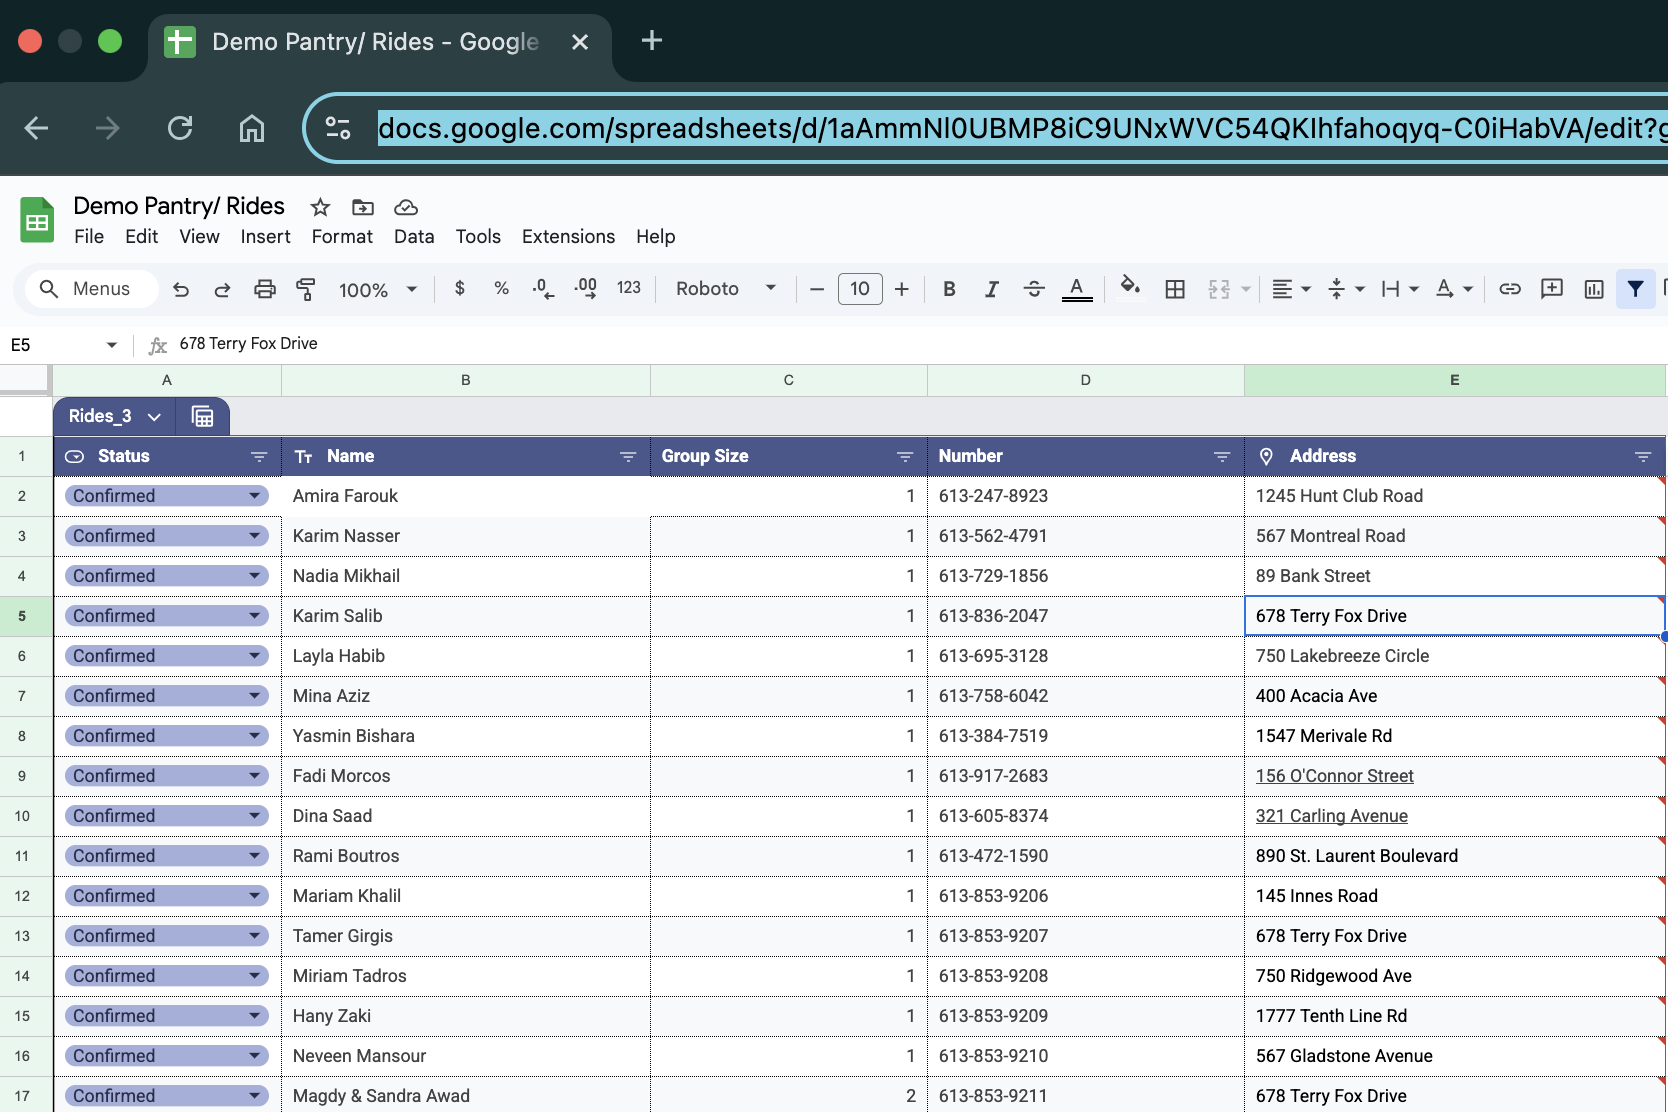 Demo Pantry/ Rides - Google
docs.google.com/spreadsheets/d/1aAmmNl0UBMP8iC9UNxWVC54QKIhfahoqyq-C0iHabVA/edit?g
Demo Pantry/ Rides
File Edit View Insert Format Data Tools Extensions Help
Menus 100% $ % .0 .00 123 Roboto 10 B I A A
E5 fx 678 Terry Fox Drive
A B C D E
Rides_3
1 Status Tт Name Group Size Number Address
2 Confirmed Amira Farouk 1 613-247-8923 1245 Hunt Club Road
3 Confirmed Karim Nasser 1 613-562-4791 567 Montreal Road
4 Confirmed Nadia Mikhail 1 613-729-1856 89 Bank Street
5 Confirmed Karim Salib 1 613-836-2047 678 Terry Fox Drive
6 Confirmed Layla Habib 1 613-695-3128 750 Lakebreeze Circle
7 Confirmed Mina Aziz 1 613-758-6042 400 Acacia Ave
8 Confirmed Yasmin Bishara 1 613-384-7519 1547 Merivale Rd
9 Confirmed Fadi Morcos 1 613-917-2683 156 O'Connor Street
10 Confirmed Dina Saad 1 613-605-8374 321 Carling Avenue
11 Confirmed Rami Boutros 1 613-472-1590 890 St. Laurent Boulevard
12 Confirmed Mariam Khalil 1 613-853-9206 145 Innes Road
13 Confirmed Tamer Girgis 1 613-853-9207 678 Terry Fox Drive
14 Confirmed Miriam Tadros 1 613-853-9208 750 Ridgewood Ave
15 Confirmed Hany Zaki 1 613-853-9209 1777 Tenth Line Rd
16 Confirmed Neveen Mansour 1 613-853-9210 567 Gladstone Avenue
17 Confirmed Magdy & Sandra Awad 2 613-853-9211 678 Terry Fox Drive